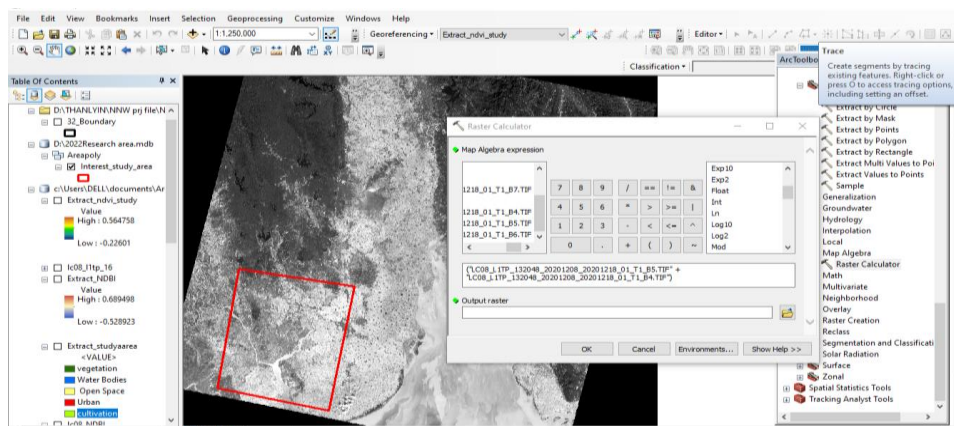 File Edit View Bookmarks Insert Selection Geoprocessing Customize Windows Help
1:1,250,000 Georeferencing Extract_ndvi_study Editor
Classification
Table Of Contents
D:\THANLYIN\NNW prj file\N
32_Boundary
D:\2022Research area.mdb
Areapoly
Interest_study_area
c:\Users\DELL\documents\Ar
Extract_ndvi_study
Value
High : 0.564758
Low : -0.22601
lc08_l1tp_16
Extract_NDBI
Value
High : 0.689498
Low : -0.528923
Extract_studyaarea
<VALUE>
vegetation
Water Bodies
Open Space
Urban
cultivation
lc08_NDBI
Raster Calculator
Map Algebra expression
1218_01_T1_B7.TIF
1218_01_T1_B4.TIF
1218_01_T1_B5.TIF
1218_01_T1_B6.TIF
7 8 9 / == != &
4 5 6 * > >= |
1 2 3 - < <= ^
0 . + ( ) ~
Exp10
Exp2
Float
Int
Ln
Log10
Log2
Mod
("LC08_L1TP_132048_20201208_20201218_01_T1_B5.TIF" +
"LC08_L1TP_132048_20201208_20201218_01_T1_B4.TIF")
Output raster
OK Cancel Environments... Show Help >>
ArcToolbo
Trace
Create segments by tracing
existing features. Right-click or
press O to access tracing options,
including setting an offset.
Extract by Circle
Extract by Mask
Extract by Points
Extract by Polygon
Extract by Rectangle
Extract Multi Values to Poi
Extract Values to Points
Sample
Generalization
Groundwater
Hydrology
Interpolation
Local
Map Algebra
Raster Calculator
Math
Multivariate
Neighborhood
Overlay
Raster Creation
Reclass
Segmentation and Classificati
Solar Radiation
Surface
Zonal
Spatial Statistics Tools
Tracking Analyst Tools